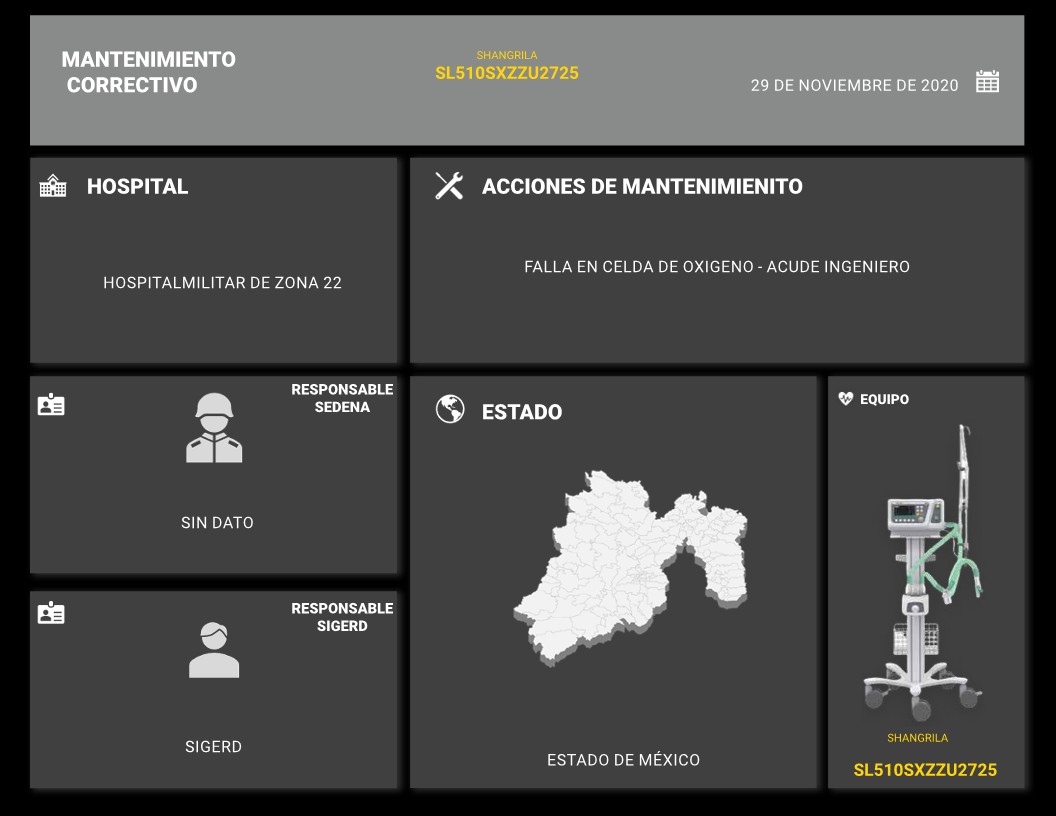 MANTENIMIENTO
CORRECTIVO
SHANGRILA
SL510SXZZU2725
29 DE NOVIEMBRE DE 2020
HOSPITAL
HOSPITALMILITAR DE ZONA 22
ACCIONES DE MANTENIMIENITO
FALLA EN CELDA DE OXIGENO - ACUDE INGENIERO
RESPONSABLE
SEDENA
SIN DATO
RESPONSABLE
SIGERD
SIGERD
ESTADO
ESTADO DE MÉXICO
EQUIPO
SHANGRILA
SL510SXZZU2725